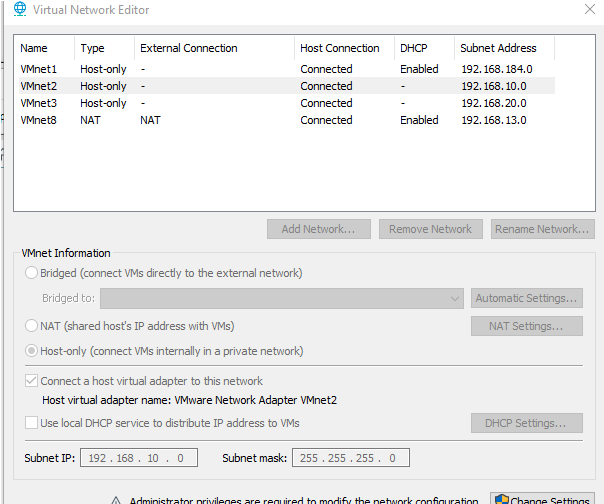 Virtual Network Editor
Name Type External Connection Host Connection DHCP Subnet Address
VMnet1 Host-only - Connected Enabled 192.168.184.0
VMnet2 Host-only - Connected - 192.168.10.0
VMnet3 Host-only - Connected - 192.168.20.0
VMnet8 NAT NAT Connected Enabled 192.168.13.0
Add Network... Remove Network Rename Network...
VMnet Information
Bridged (connect VMs directly to the external network)
Bridged to: Automatic Settings...
NAT (shared host's IP address with VMs) NAT Settings...
Host-only (connect VMs internally in a private network)
Connect a host virtual adapter to this network
Host virtual adapter name: VMware Network Adapter VMnet2
Use local DHCP service to distribute IP address to VMs DHCP Settings...
Subnet IP: 192 . 168 . 10 . 0 Subnet mask: 255 . 255 . 255 . 0
Administrator privileges are required to modify the network configuration. Change Settings